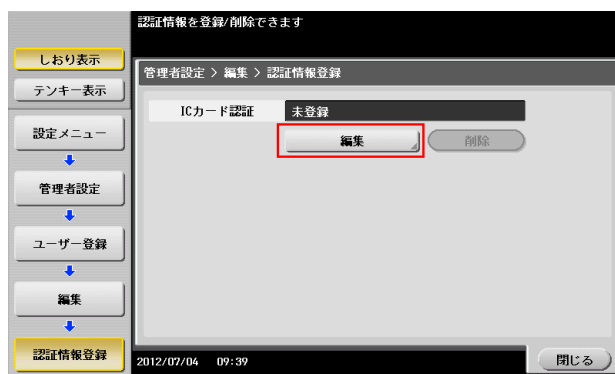 認証情報を登録/削除できます
しおり表示
テンキー表示
設定メニュー
管理者設定
ユーザー登録
編集
認証情報登録
管理者設定 > 編集 > 認証情報登録
ICカード認証 未登録
編集 削除
2012/07/04 09:39
閉じる